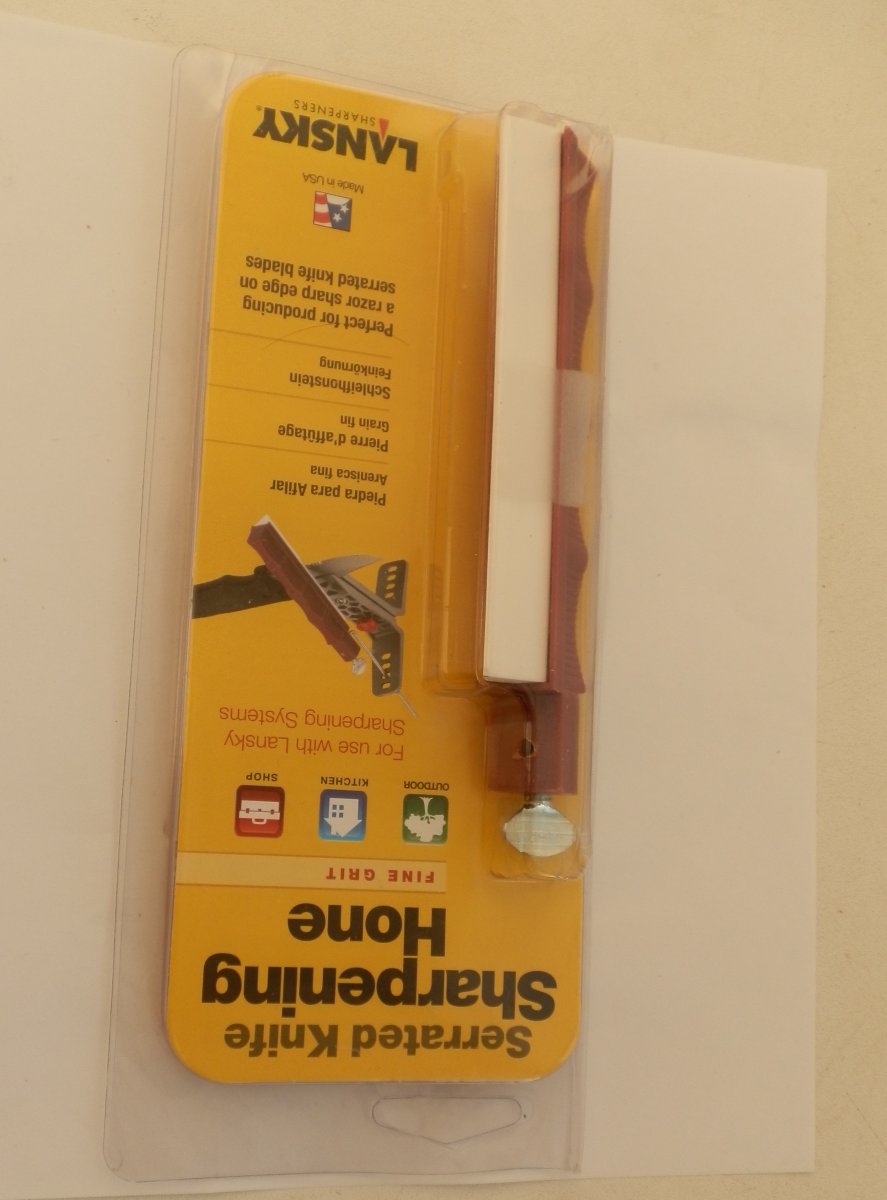 Serrated Knife
Sharpening
Hone
FINE GRIT
OUTDOOR
KITCHEN
SHOP
For use with Lansky
Sharpening Systems
Piedra para Afilar
Arenisca fina
Pierre d'affûtage
Grain fin
Schleifhonstein
Feinkörnung
Perfect for producing
a razor sharp edge on
serrated knife blades
Made in USA
LANSKY®
SHARPENERS